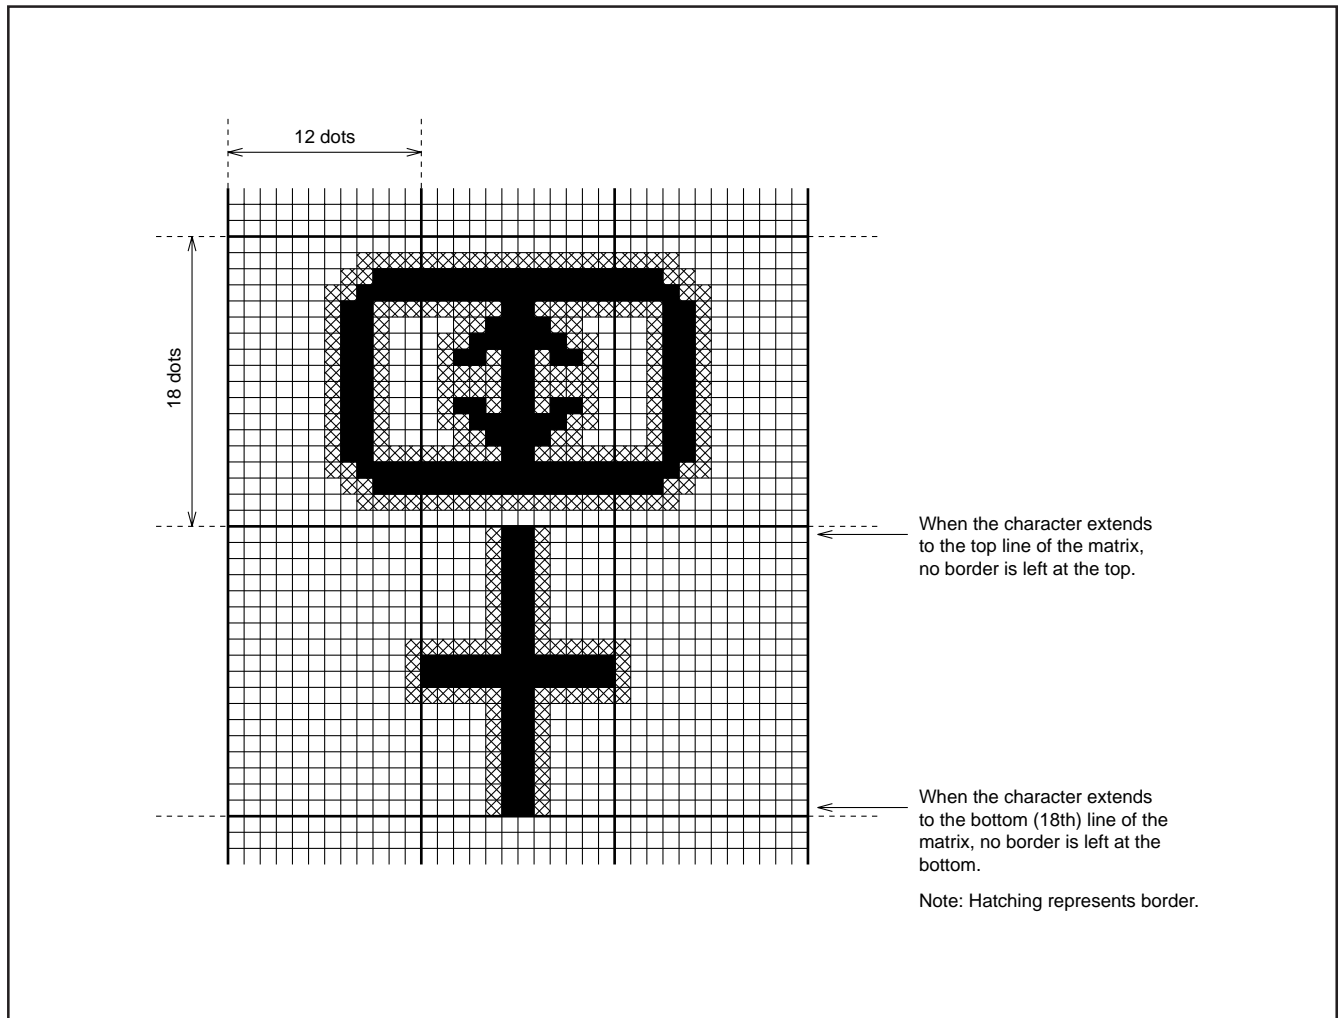 12 dots
18 dots
When the character extends
to the top line of the matrix,
no border is left at the top.
When the character extends
to the bottom (18th) line of the
matrix, no border is left at the
bottom.
Note: Hatching represents border.